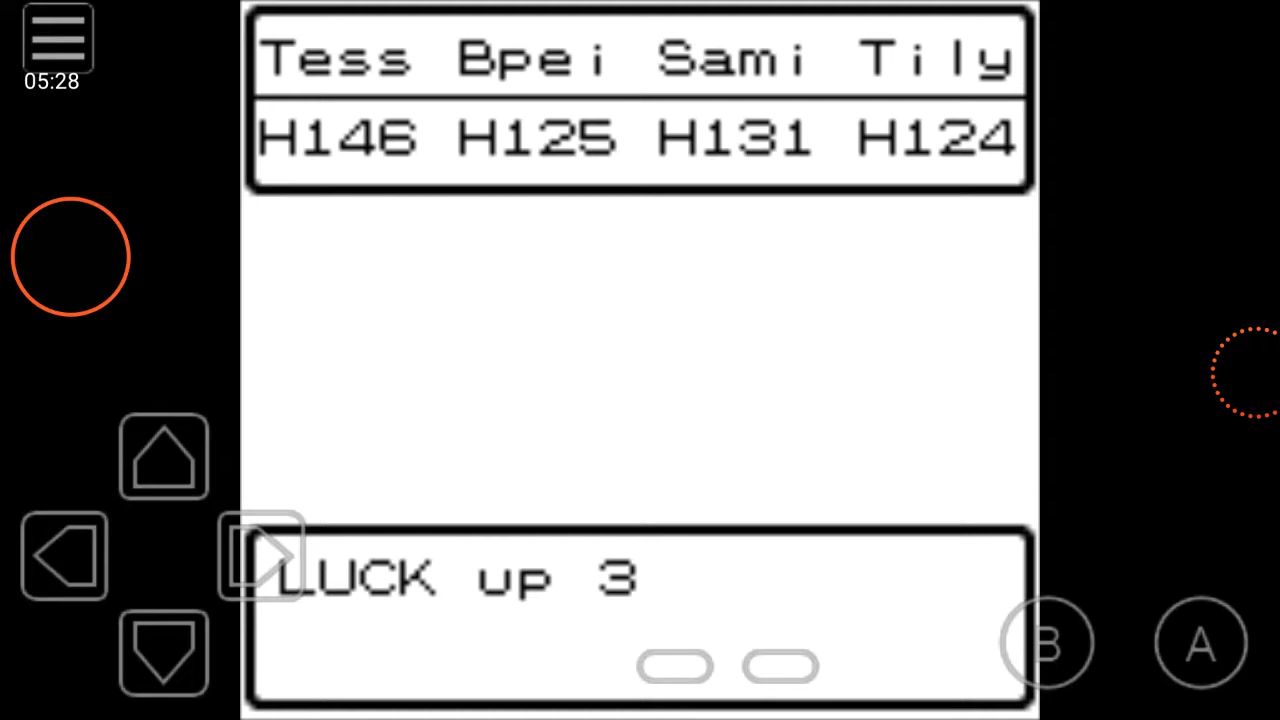 05:28
Tess Bpei Sami Tily
H146 H125 H131 H124
LUCK up 3
B A